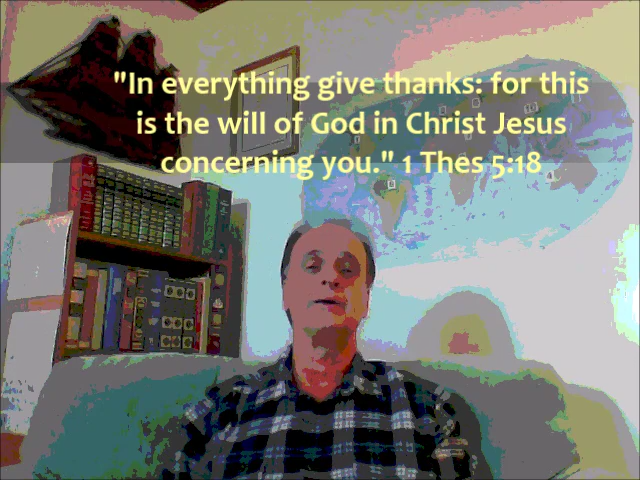 "In everything give thanks: for this
is the will of God in Christ Jesus
concerning you." 1 Thes 5:18